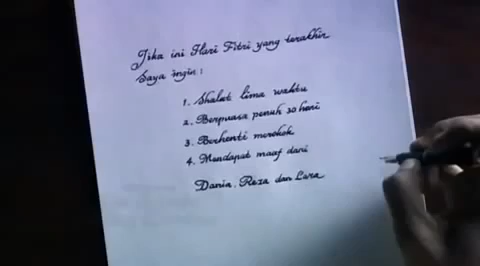 Jika ini Hari Fitri yang terakhir
Saya ingin :
1. Shalat lima waktu
2. Berpuasa penuh 30 hari
3. Berhenti merokok
4. Mendapat maaf dari
Dania, Reza dan Lara